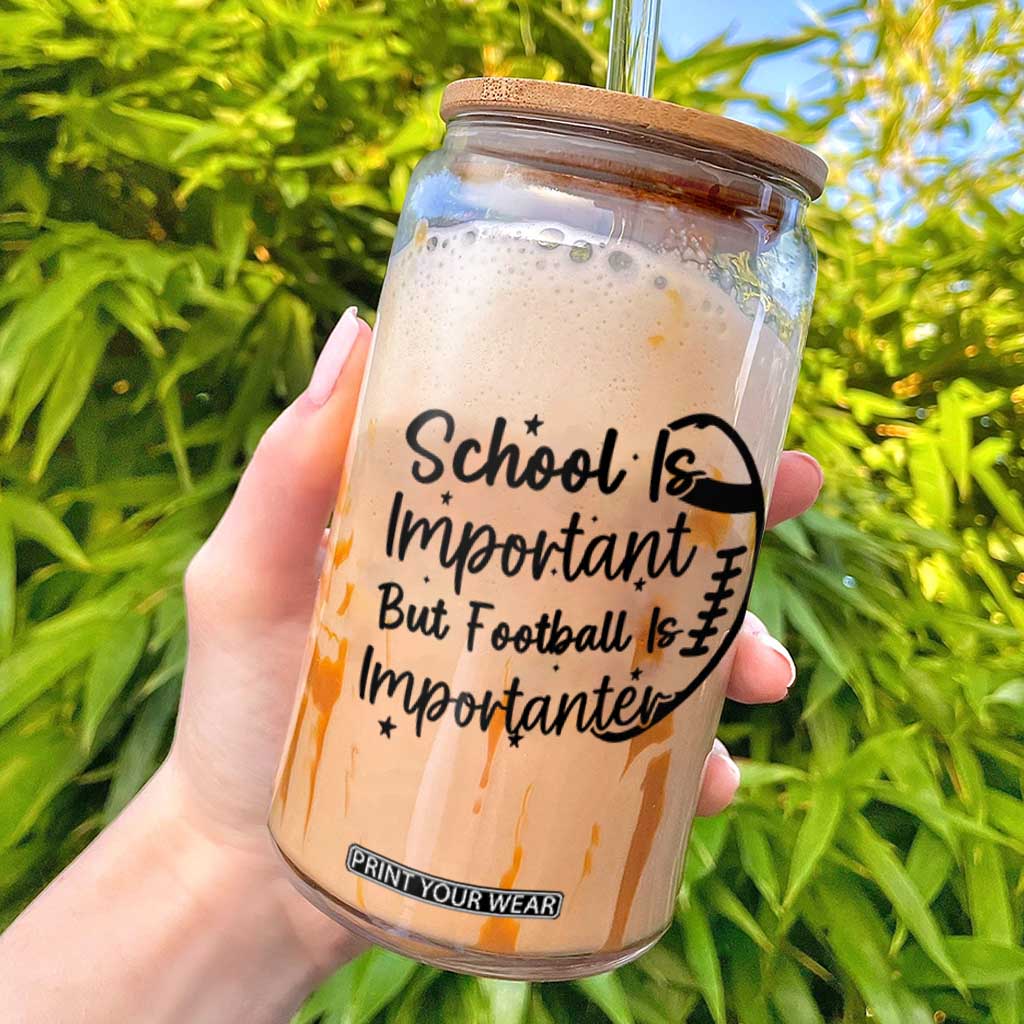 School Is
Important
But Football Is
Importanter
PRINT YOUR WEAR